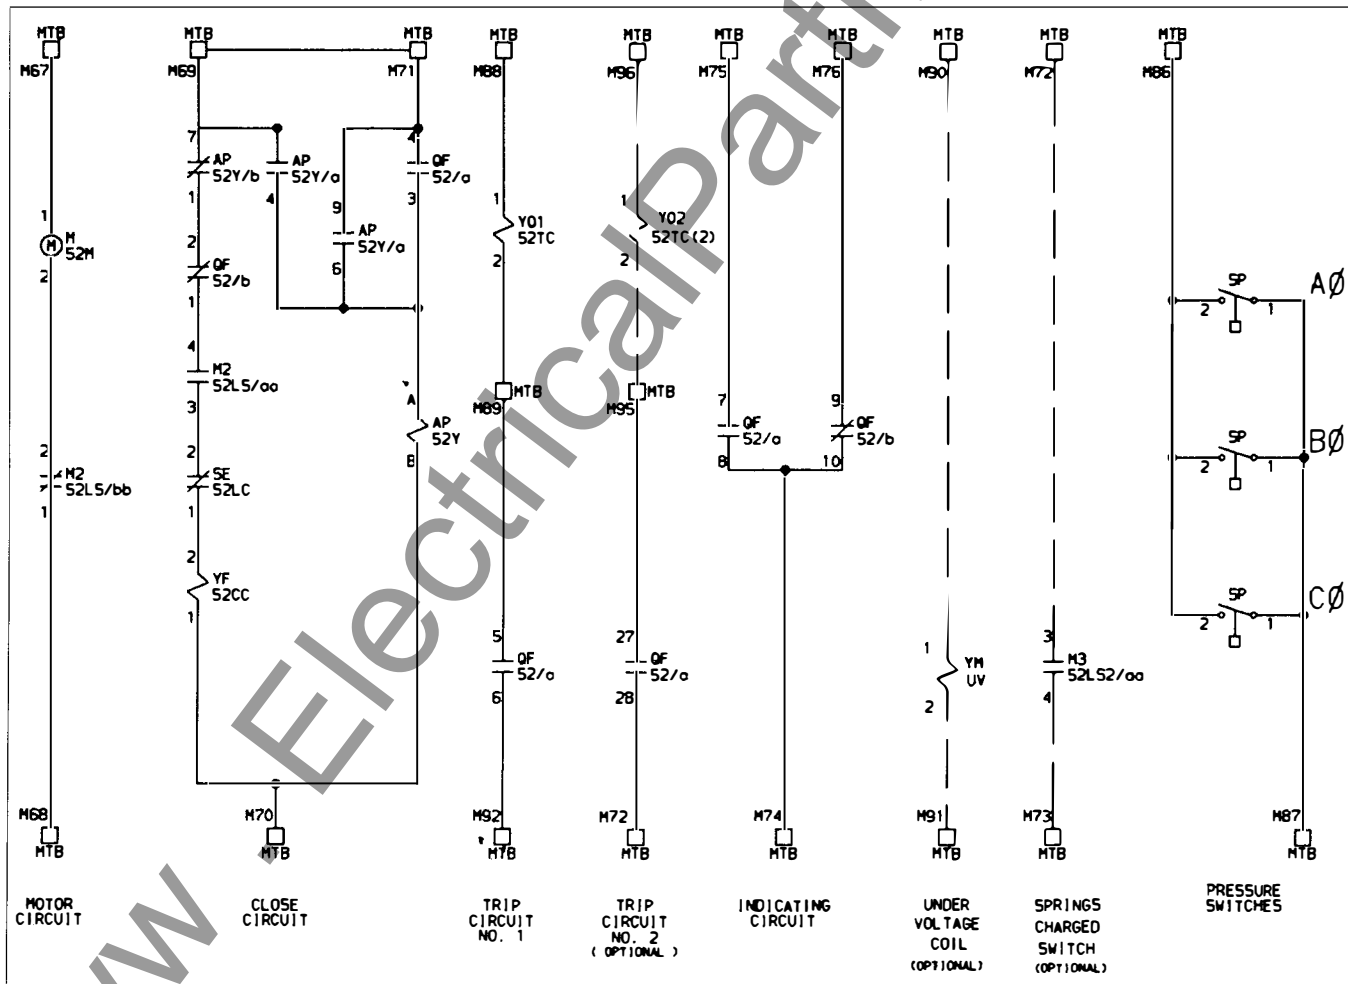 MTB MTB MTB MTB MTB MTB MTB MTB MTB MTB
M67 M69 M71 M88 M96 M75 M76 M90 M72 M86
7 AP 52Y/b 1
AP 52Y/a 4
9 AP 52Y/a 6
4 QF 52/a 3
1 M 52M 2
M
2 QF 52/b 1
1 Y01 52TC 2
1 Y02 52TC(2) 2
SP 2 1 AØ
4 M2 52LS/aa 3
A AP 52Y B
MTB M89
MTB M95
7 QF 52/a 8
9 QF 52/b 10
SP 2 1 BØ
2 M2 52LS/bb 1
2 SE 52LC 1
2 YF 52CC 1
SP 2 1 CØ
5 QF 52/a 6
27 QF 52/a 28
1 YM UV 2
3 M3 52LS2/aa 4
M68 M70 M92 M72 M74 M91 M73 M87
MTB MTB MTB MTB MTB MTB MTB MTB
MOTOR
CIRCUIT
CLOSE
CIRCUIT
TRIP
CIRCUIT
NO. 1
TRIP
CIRCUIT
NO. 2
( OPTIONAL )
INDICATING
CIRCUIT
UNDER
VOLTAGE
COIL
(OPTIONAL)
SPRINGS
CHARGED
SWITCH
(OPTIONAL)
PRESSURE
SWITCHES